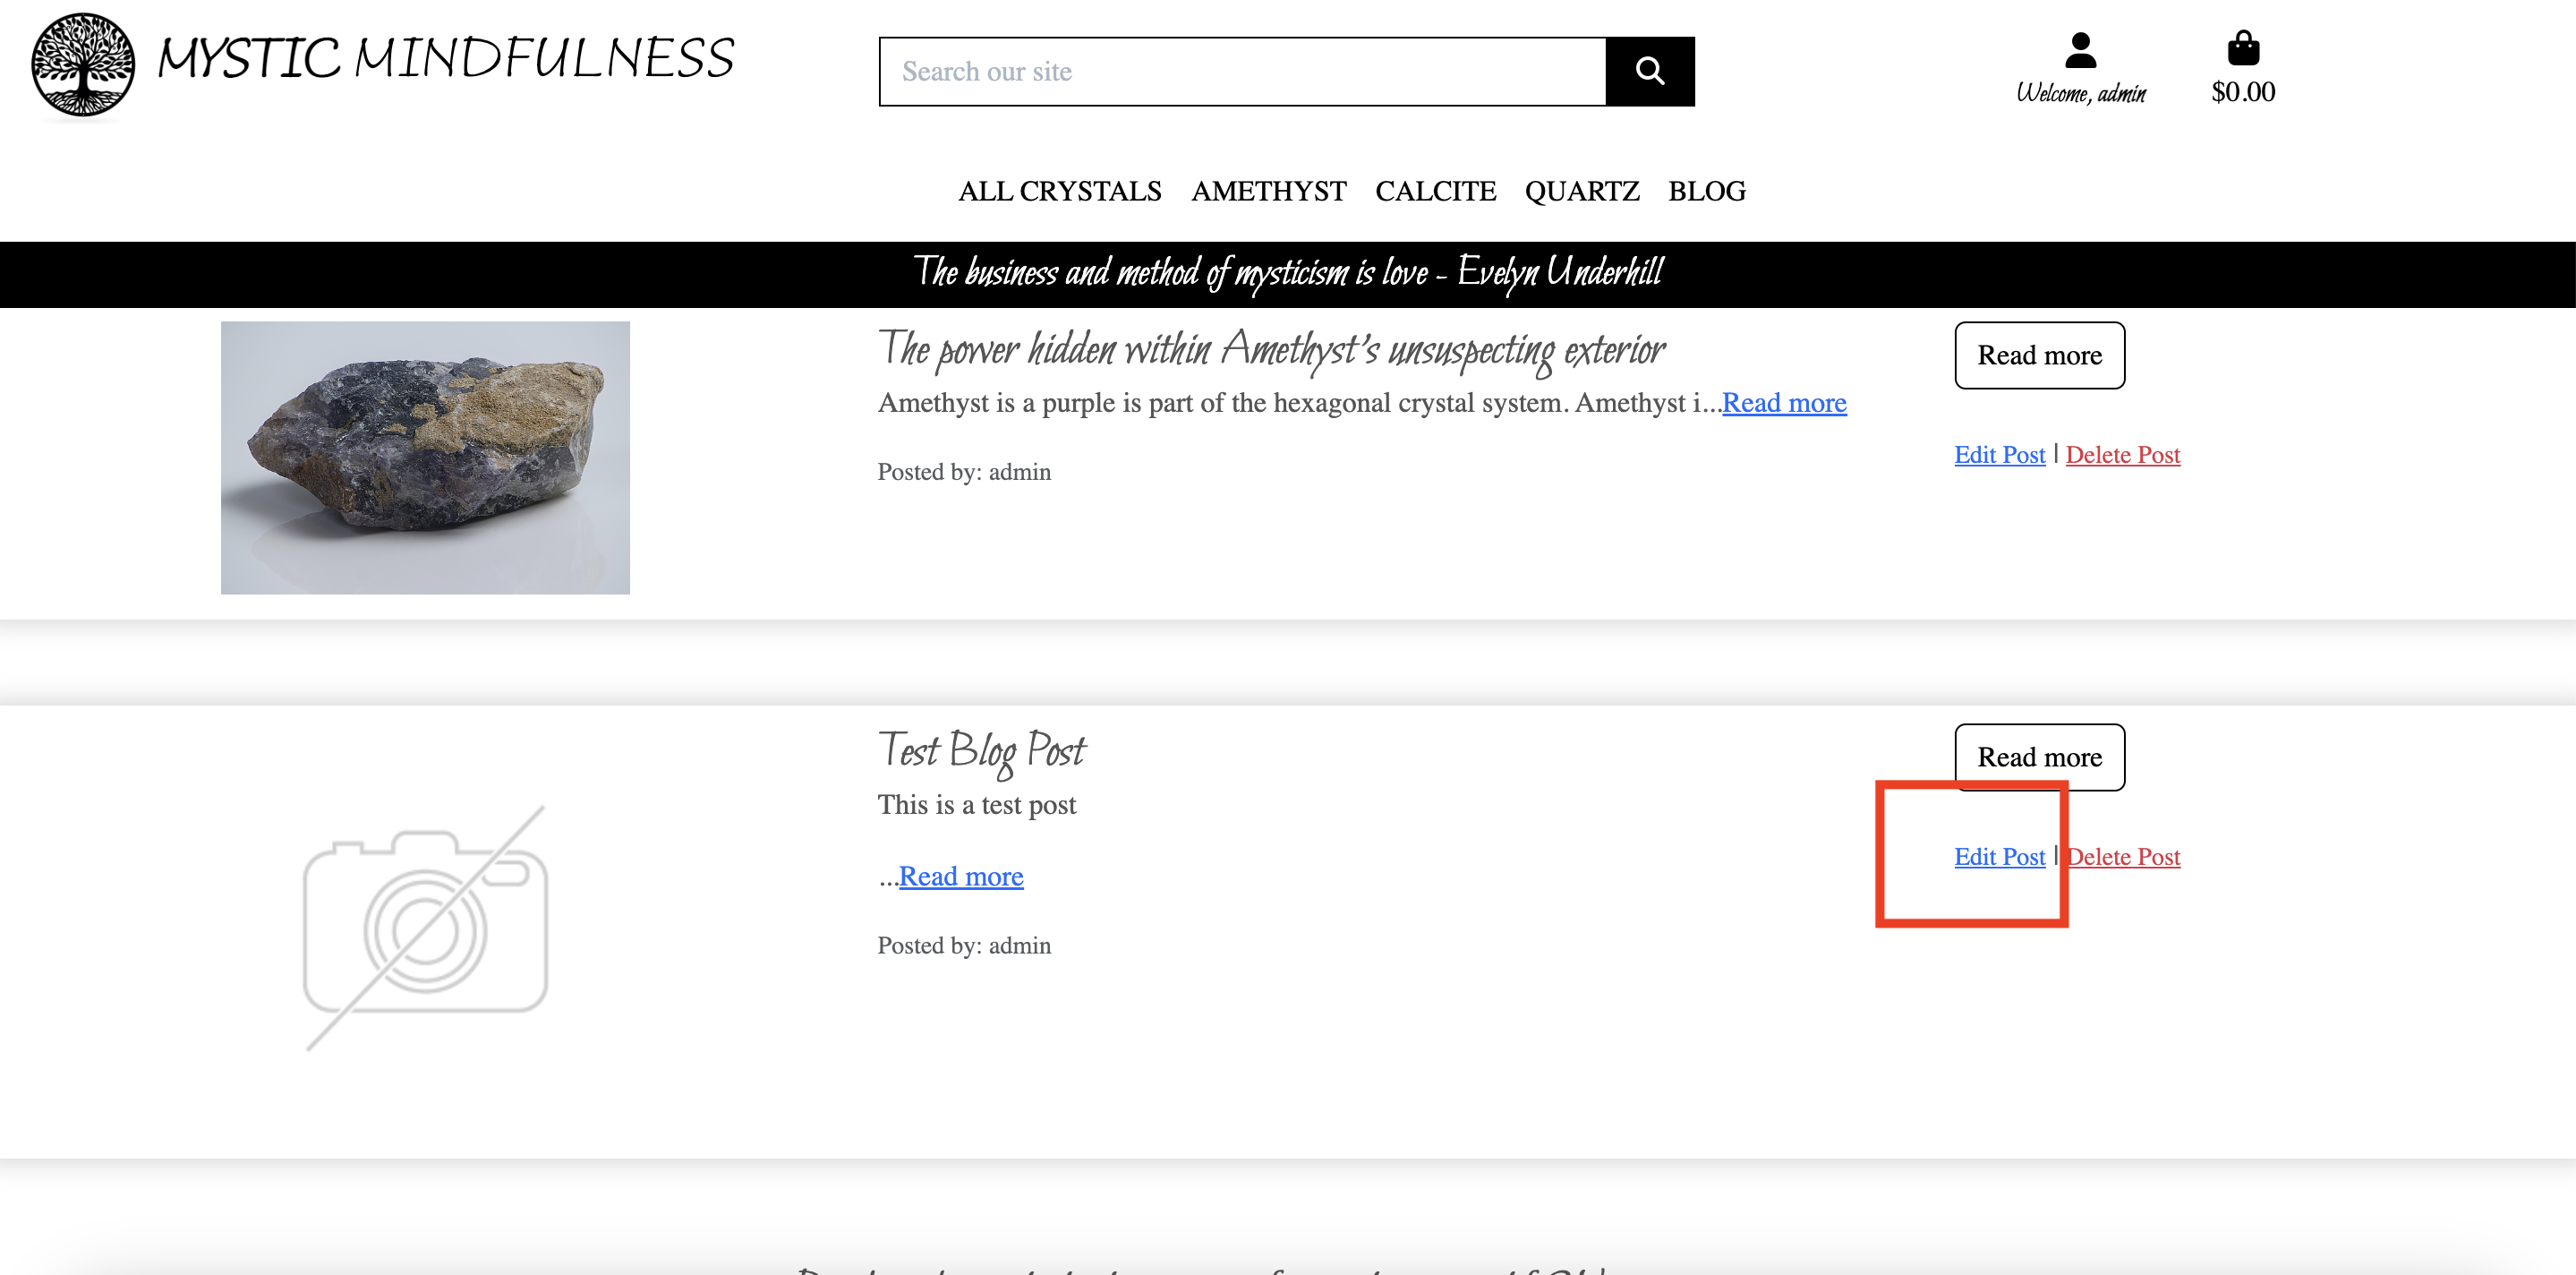 MYSTIC MINDFULNESS
Search our site
Welcome, admin
$0.00
ALL CRYSTALS AMETHYST CALCITE QUARTZ BLOG
The business and method of mysticism is love - Evelyn Underhill
The power hidden within Amethyst's unsuspecting exterior
Amethyst is a purple is part of the hexagonal crystal system. Amethyst i...Read more
Posted by: admin
Read more
Edit Post | Delete Post
Test Blog Post
This is a test post
...Read more
Posted by: admin
Read more
Edit Post | Delete Post